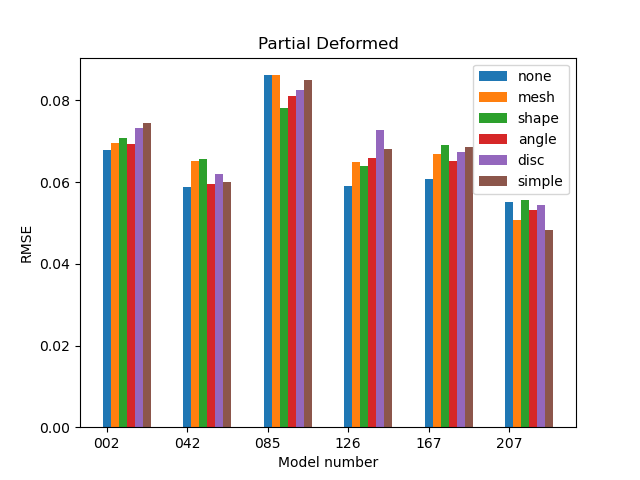 Partial Deformed
none
mesh
shape
angle
disc
simple
0.08
0.06
0.04
0.02
0.00
RMSE
002 042 085 126 167 207
Model number